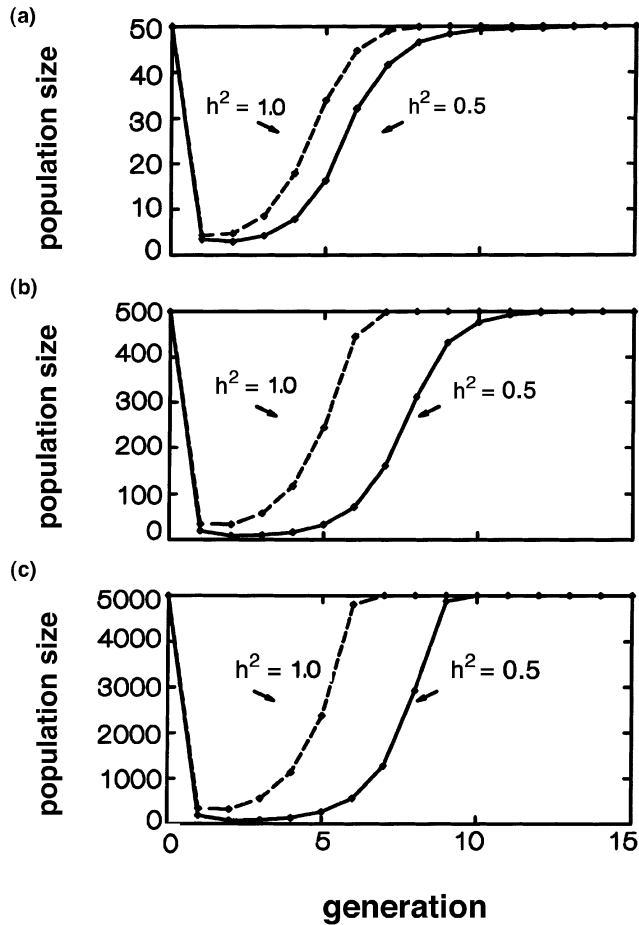 (a)
population size
50
40
30
20
10
0
h² = 1.0
h² = 0.5
(b)
population size
500
400
300
200
100
0
h² = 1.0
h² = 0.5
(c)
population size
5000
4000
3000
2000
1000
0
h² = 1.0
h² = 0.5
0 5 10 15
generation